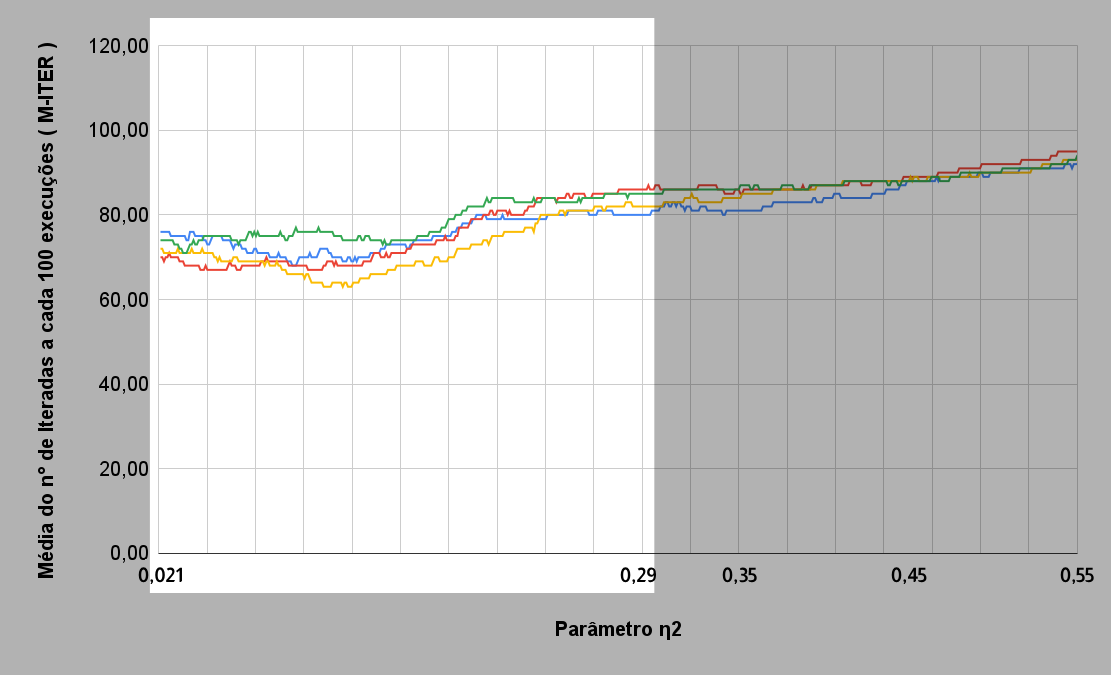 Média do n° de Iteradas a cada 100 execuções ( M-ITER )
120,00
100,00
80,00
60,00
40,00
20,00
0,00
0,021 0,29 0,35 0,45 0,55
Parâmetro η2